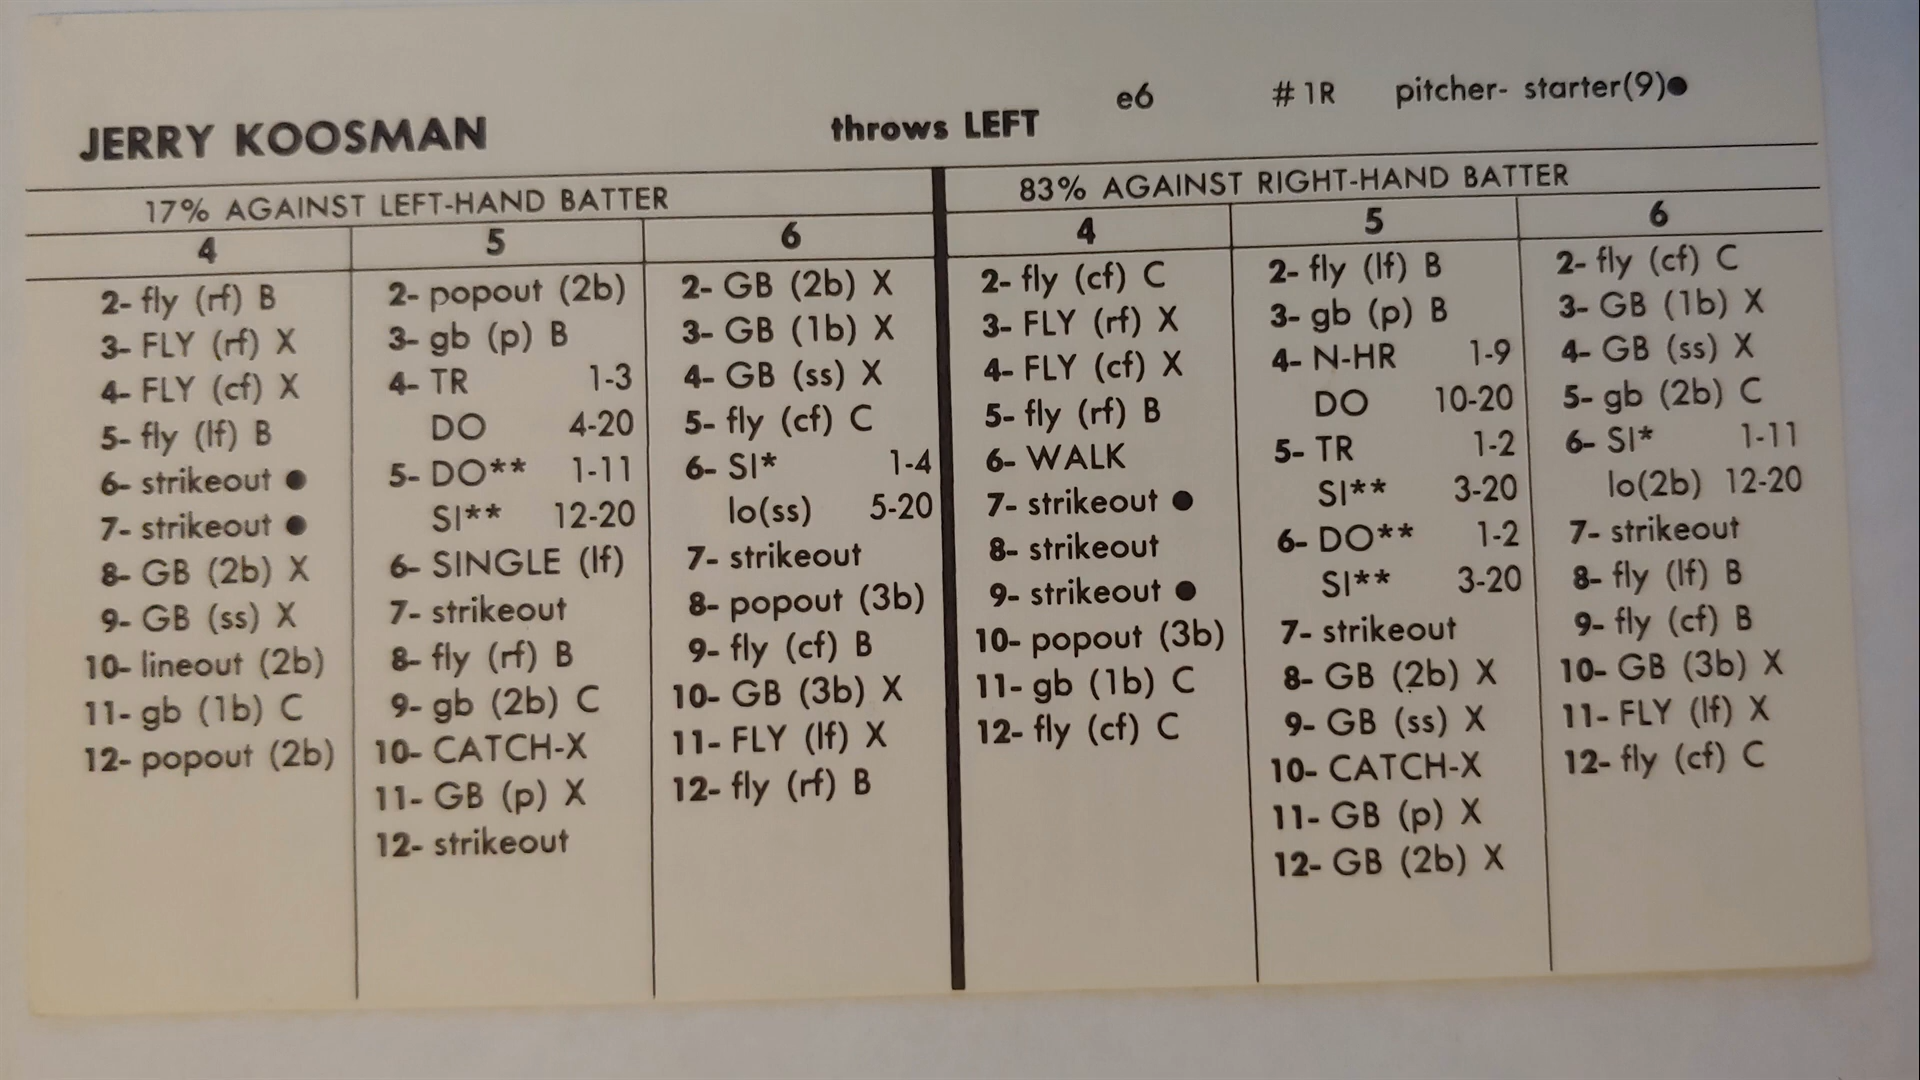 JERRY KOOSMAN throws LEFT e6 # 1R pitcher- starter(9)●
17% AGAINST LEFT-HAND BATTER
4
2- fly (rf) B
3- FLY (rf) X
4- FLY (cf) X
5- fly (lf) B
6- strikeout ●
7- strikeout ●
8- GB (2b) X
9- GB (ss) X
10- lineout (2b)
11- gb (1b) C
12- popout (2b)
5
2- popout (2b)
3- gb (p) B
4- TR 1-3
DO 4-20
5- DO** 1-11
SI** 12-20
6- SINGLE (lf)
7- strikeout
8- fly (rf) B
9- gb (2b) C
10- CATCH-X
11- GB (p) X
12- strikeout
6
2- GB (2b) X
3- GB (1b) X
4- GB (ss) X
5- fly (cf) C
6- SI* 1-4
lo(ss) 5-20
7- strikeout
8- popout (3b)
9- fly (cf) B
10- GB (3b) X
11- FLY (lf) X
12- fly (rf) B
83% AGAINST RIGHT-HAND BATTER
4
2- fly (cf) C
3- FLY (rf) X
4- FLY (cf) X
5- fly (rf) B
6- WALK
7- strikeout ●
8- strikeout
9- strikeout ●
10- popout (3b)
11- gb (1b) C
12- fly (cf) C
5
2- fly (lf) B
3- gb (p) B
4- N-HR 1-9
DO 10-20
5- TR 1-2
SI** 3-20
6- DO** 1-2
SI** 3-20
7- strikeout
8- GB (2b) X
9- GB (ss) X
10- CATCH-X
11- GB (p) X
12- GB (2b) X
6
2- fly (cf) C
3- GB (1b) X
4- GB (ss) X
5- gb (2b) C
6- SI* 1-11
lo(2b) 12-20
7- strikeout
8- fly (lf) B
9- fly (cf) B
10- GB (3b) X
11- FLY (lf) X
12- fly (cf) C